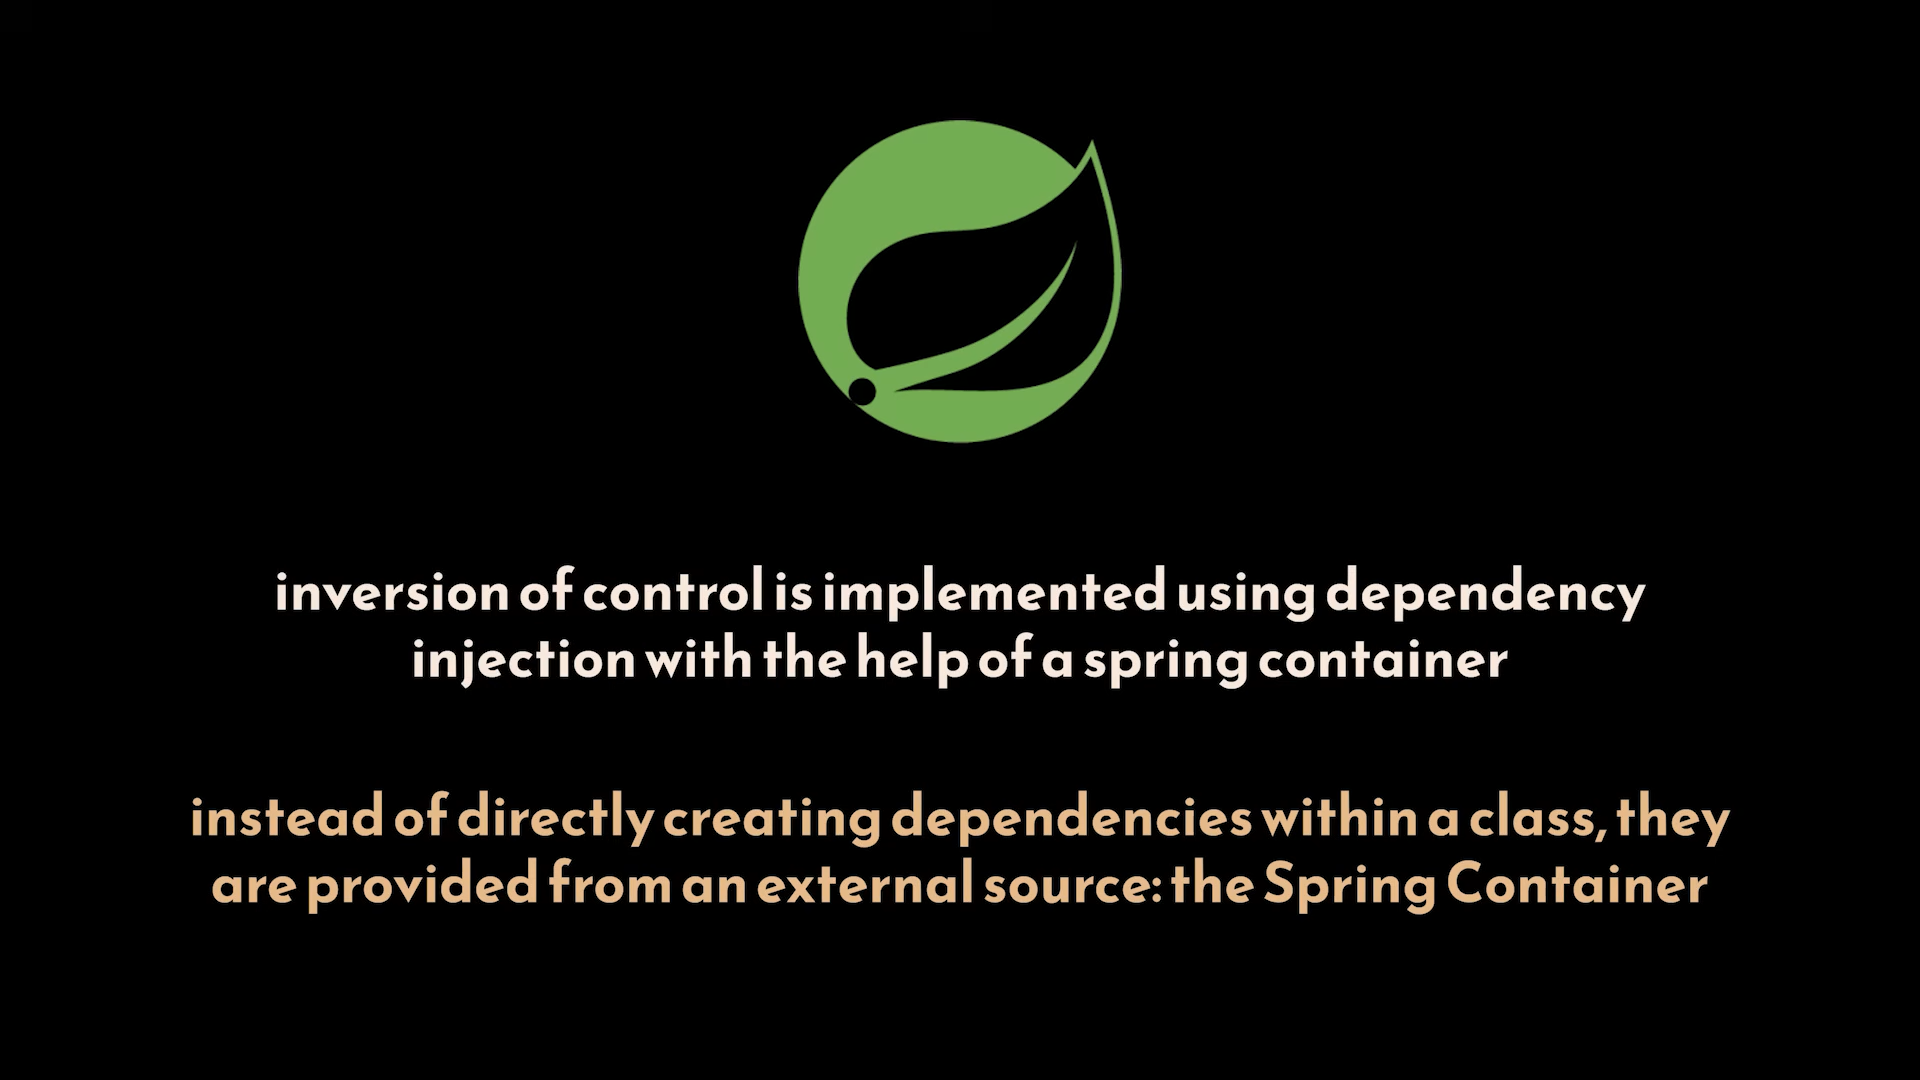 inversion of control is implemented using dependency
injection with the help of a spring container
instead of directly creating dependencies within a class, they
are provided from an external source: the Spring Container